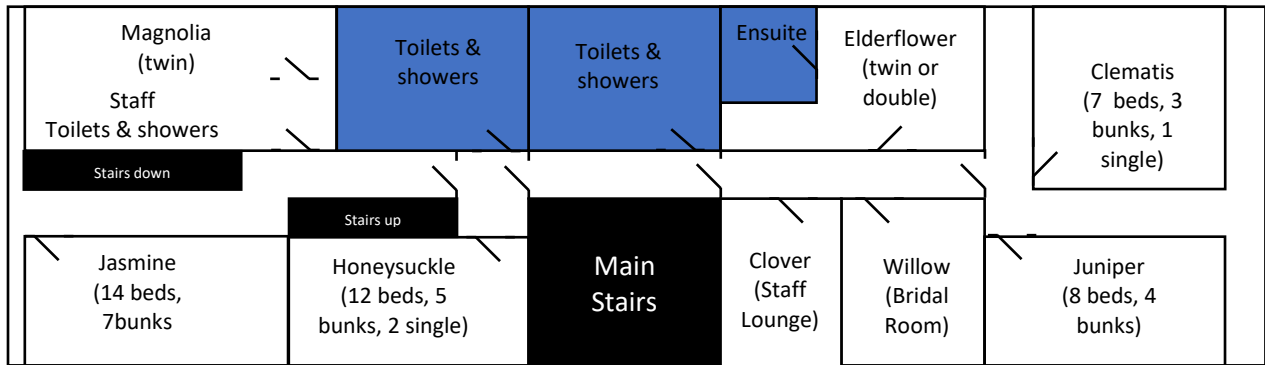 Magnolia
(twin)
Staff
Toilets & showers
Stairs down
Toilets &
showers
Toilets &
showers
Ensuite
Elderflower
(twin or
double)
Clematis
(7 beds, 3
bunks, 1
single)
Stairs up
Jasmine
(14 beds,
7bunks
Honeysuckle
(12 beds, 5
bunks, 2 single)
Main
Stairs
Clover
(Staff
Lounge)
Willow
(Bridal
Room)
Juniper
(8 beds, 4
bunks)